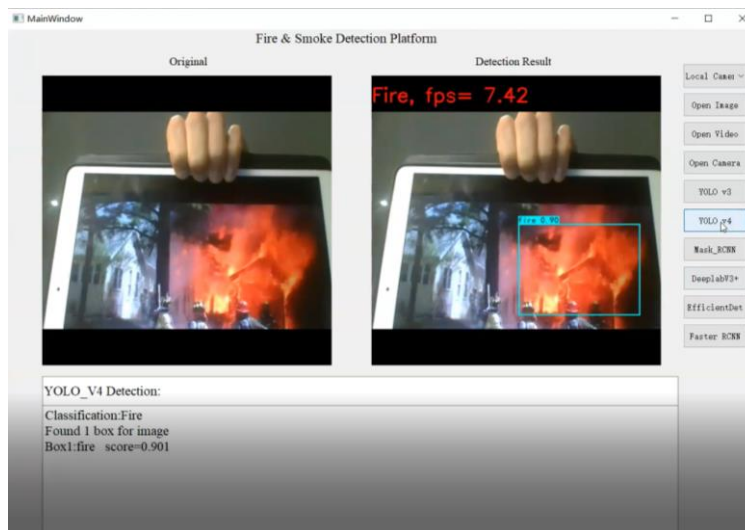 MainWindow
Fire & Smoke Detection Platform
Original
Detection Result
Fire, fps= 7.42
fire 0.90
Local Camer
Open Image
Open Video
Open Camera
YOLO v3
YOLO v4
Mask_RCNN
DeeplabV3+
EfficientDet
Faster RCNN
YOLO_V4 Detection:
Classification:Fire
Found 1 box for image
Box1:fire score=0.901